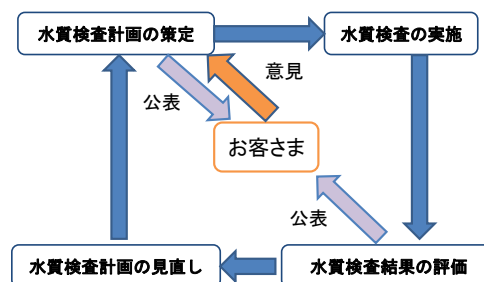 水質検査計画の策定
水質検査の実施
意見
公表
お客さま
公表
水質検査計画の見直し
水質検査結果の評価